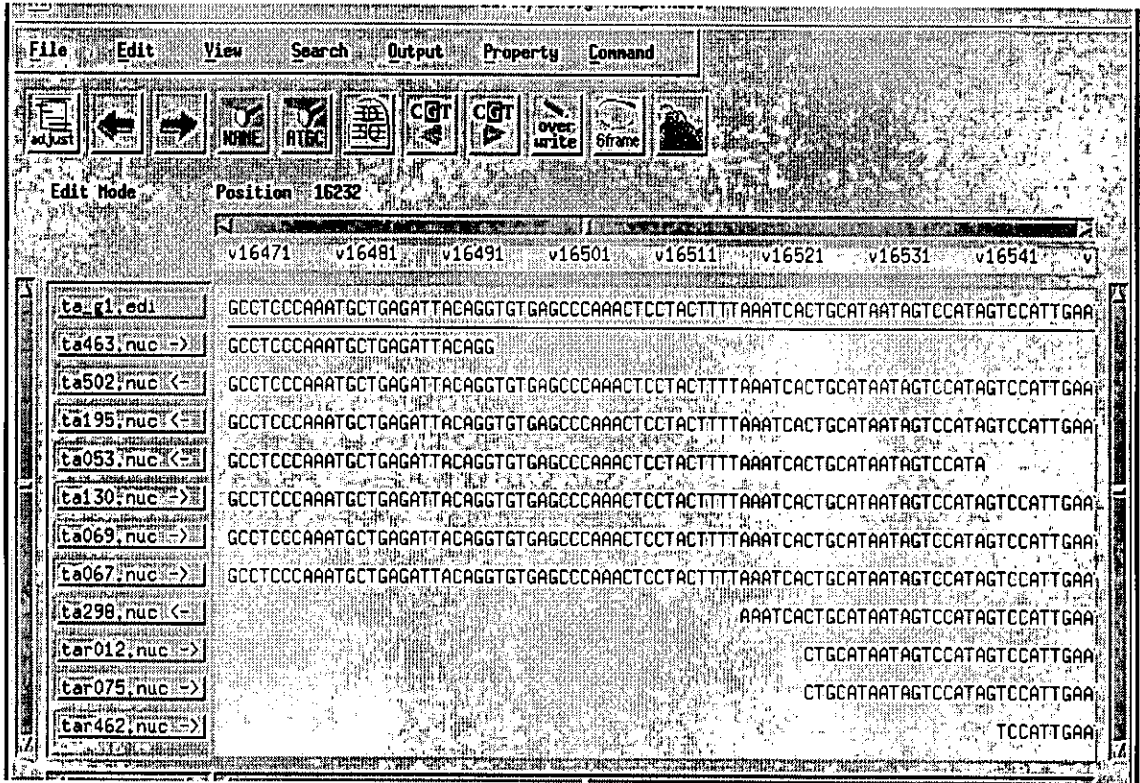 File Edit View Search Output Property Command
adjust NAME ATGC CGT CGT over write 6frame
Edit Mode Position 16232
v16471 v16481 v16491 v16501 v16511 v16521 v16531 v16541 v
ta_g1.edi GCCTCCCAAATGCTGAGATTACAGGTGTGAGCCCAAACTCCTACTTTTAAATCACTGCATAATAGTCCATAGTCCATTGAA
ta463.nuc -> GCCTCCCAAATGCTGAGATTACAGG
ta502.nuc <- GCCTCCCAAATGCTGAGATTACAGGTGTGAGCCCAAACTCCTACTTTTAAATCACTGCATAATAGTCCATAGTCCATTGAA
ta195.nuc <- GCCTCCCAAATGCTGAGATTACAGGTGTGAGCCCAAACTCCTACTTTTAAATCACTGCATAATAGTCCATAGTCCATTGAA
ta053.nuc <- GCCTCCCAAATGCTGAGATTACAGGTGTGAGCCCAAACTCCTACTTTTAAATCACTGCATAATAGTCCATA
ta130.nuc -> GCCTCCCAAATGCTGAGATTACAGGTGTGAGCCCAAACTCCTACTTTTAAATCACTGCATAATAGTCCATAGTCCATTGAA
ta069.nuc -> GCCTCCCAAATGCTGAGATTACAGGTGTGAGCCCAAACTCCTACTTTTAAATCACTGCATAATAGTCCATAGTCCATTGAA
ta067.nuc -> GCCTCCCAAATGCTGAGATTACAGGTGTGAGCCCAAACTCCTACTTTTAAATCACTGCATAATAGTCCATAGTCCATTGAA
ta298.nuc <- AAATCACTGCATAATAGTCCATAGTCCATTGAA
tar012.nuc -> CTGCATAATAGTCCATAGTCCATTGAA
tar075.nuc -> CTGCATAATAGTCCATAGTCCATTGAA
tar462.nuc -> TCCATTGAA